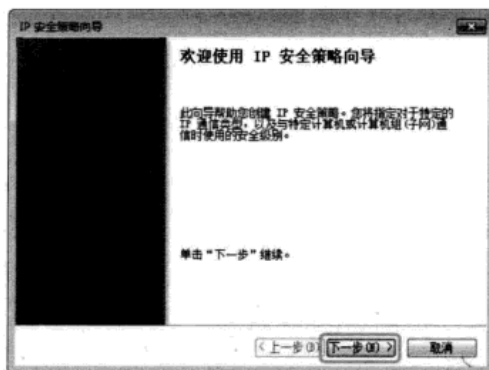 IP 安全策略向导
欢迎使用 IP 安全策略向导
此向导帮助您创建 IP 安全策略。您将指定对于特定的
IP 通信类型，以及与特定计算机或计算机组(子网)通
信时使用的安全级别。
单击“下一步”继续。
<上一步(B) 下一步(N) > 取消